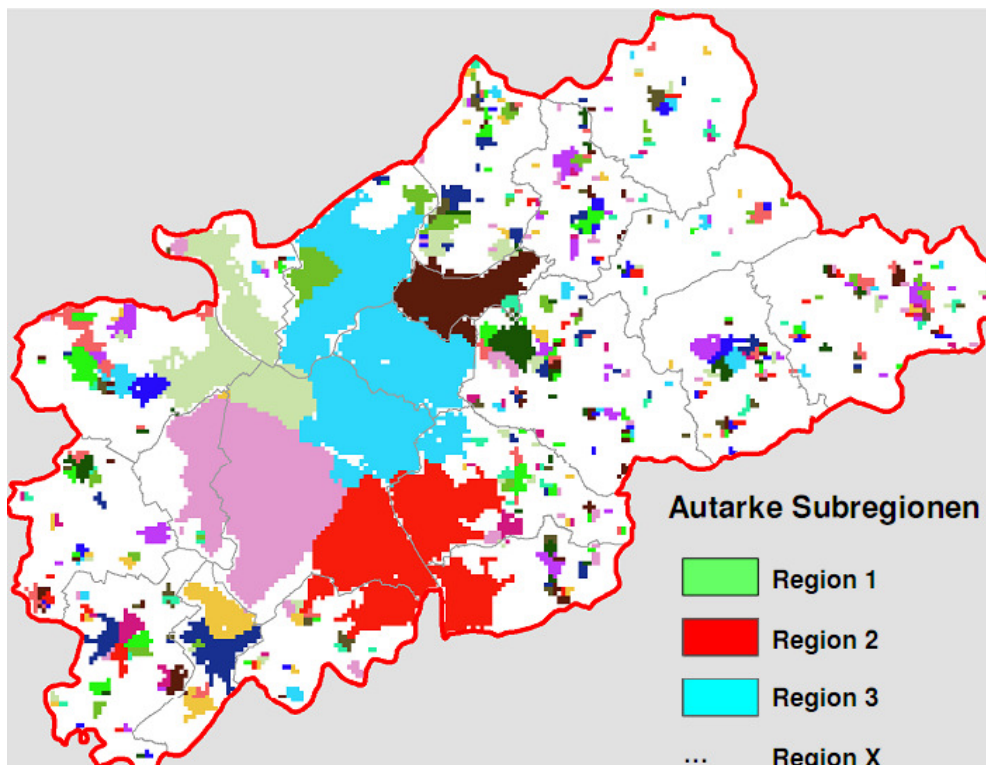 Autarke Subregionen
Region 1
Region 2
Region 3
... Region X